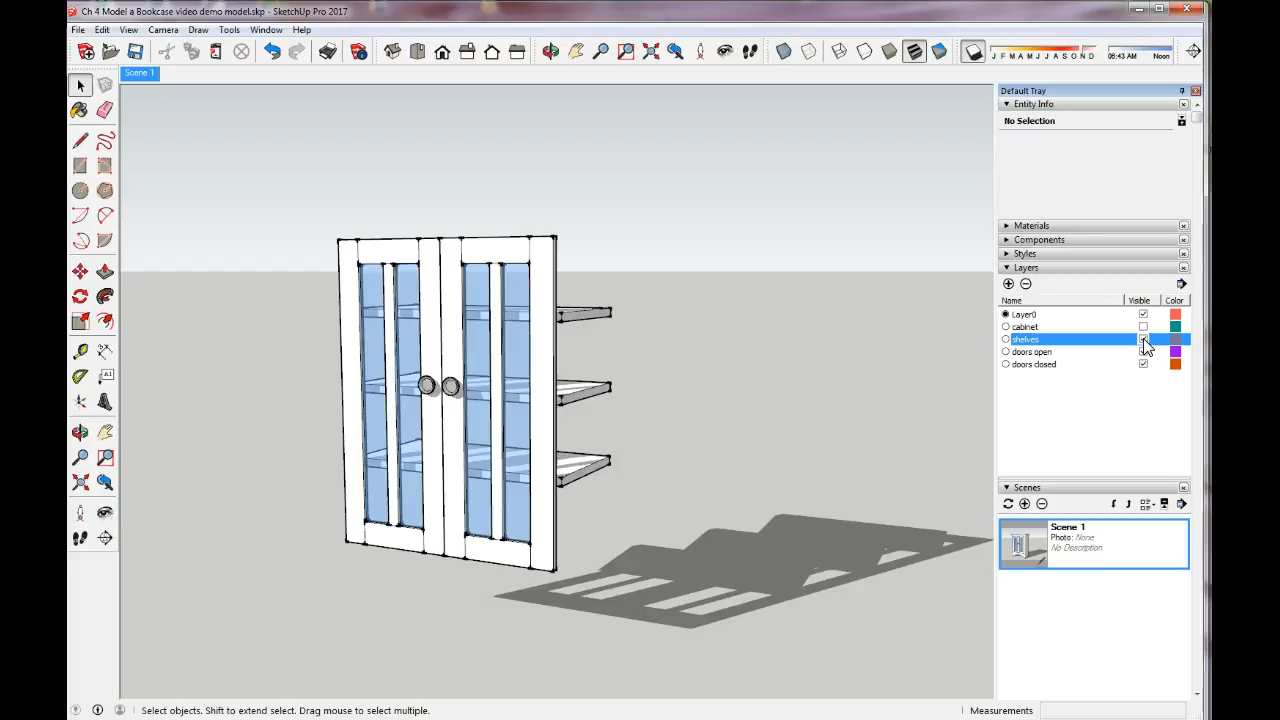 Ch 4 Model a Bookcase video demo model.skp - SketchUp Pro 2017
File Edit View Camera Draw Tools Window Help
J F M A M J J A S O N D 06:43 AM Noon
Scene 1
Default Tray
Entity Info
No Selection
Materials
Components
Styles
Layers
Name Visible Color
Layer0
cabinet
shelves
doors open
doors closed
Scenes
Scene 1
Photo: None
No Description
A1
Select objects. Shift to extend select. Drag mouse to select multiple.
Measurements